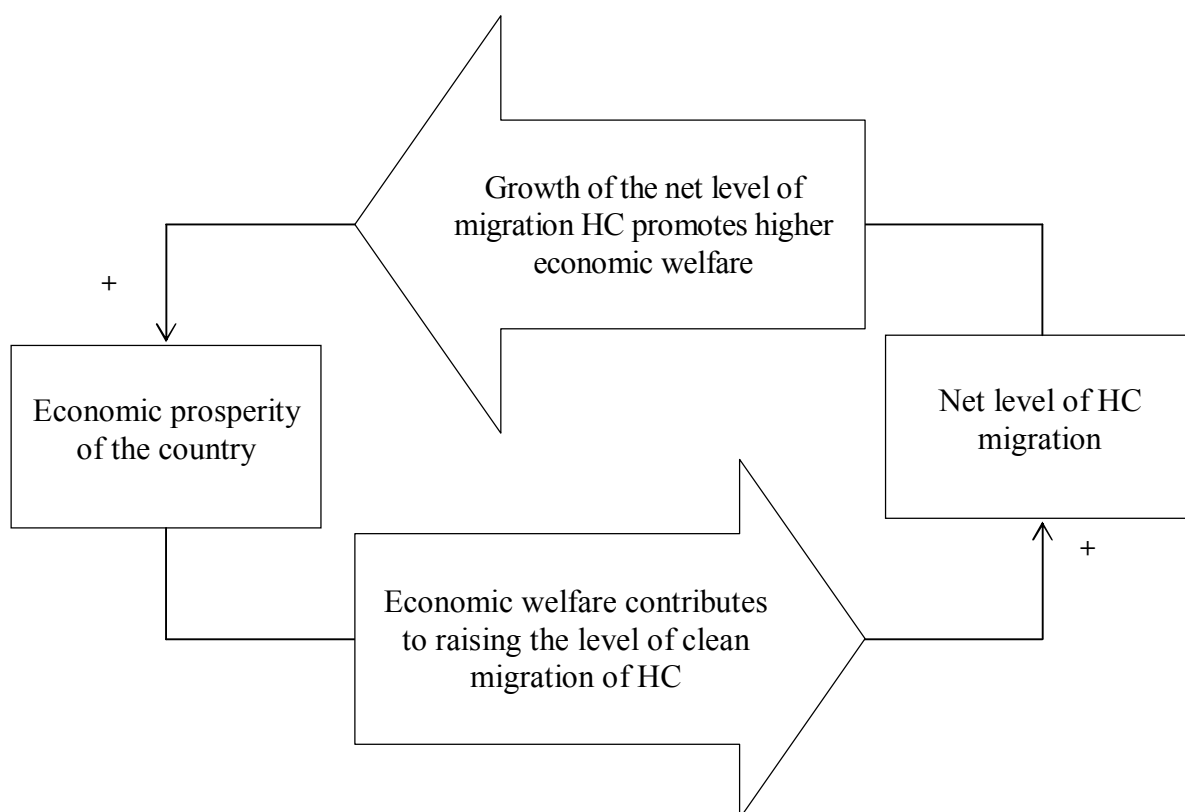 Growth of the net level of
migration HC promotes higher
economic welfare
+
Economic prosperity
of the country
Net level of HC
migration
+
Economic welfare contributes
to raising the level of clean
migration of HC